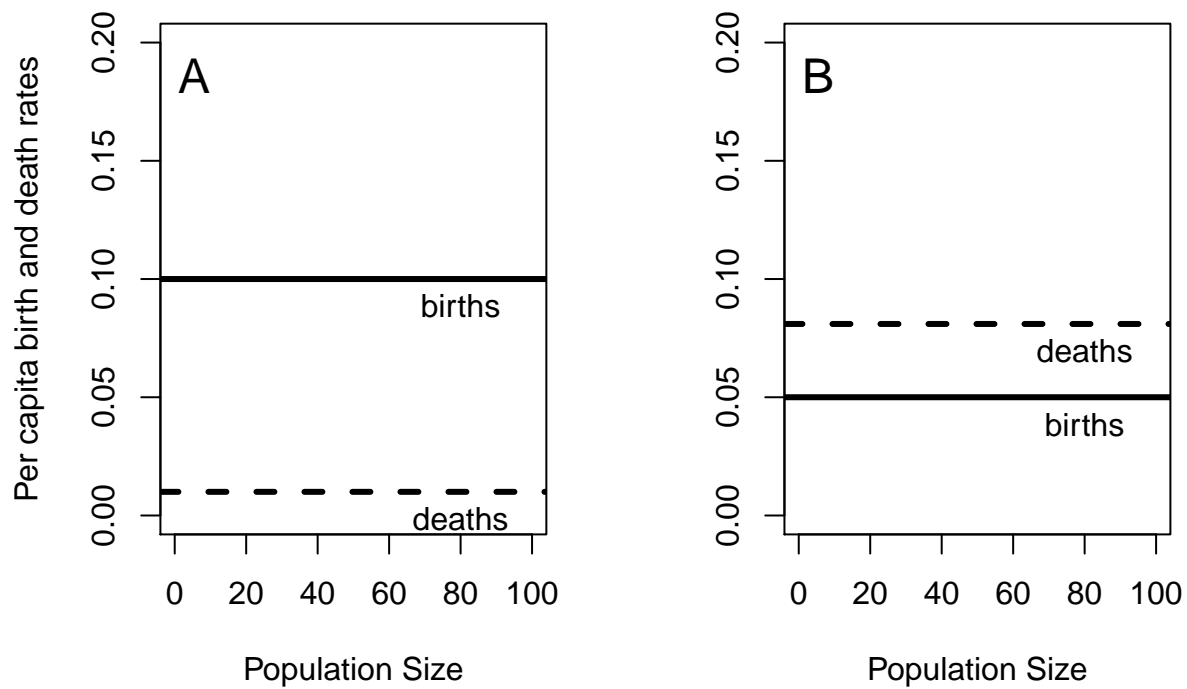 Per capita birth and death rates
0.20
0.15
0.10
0.05
0.00
A
births
deaths
0 20 40 60 80 100
Population Size
0.20
0.15
0.10
0.05
0.00
B
deaths
births
0 20 40 60 80 100
Population Size